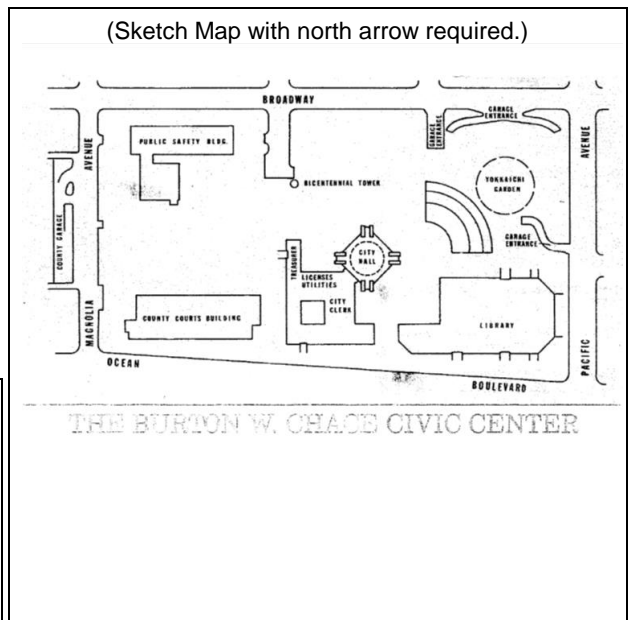 (Sketch Map with north arrow required.)
BROADWAY
GARAGE
ENTRANCE
GARAGE
ENTRANCE
AVENUE
PUBLIC SAFETY BLDG.
AVENUE
BICENTENNIAL TOWER
YOKKAICHI
GARDEN
COUNTY GARAGE
GARAGE
ENTRANCE
TREASURER
CITY
HALL
LICENSES
UTILITIES
CITY
CLERK
MAGNOLIA
COUNTY COURTS BUILDING
LIBRARY
PACIFIC
OCEAN
BOULEVARD
THE BURTON W. CHACE CIVIC CENTER